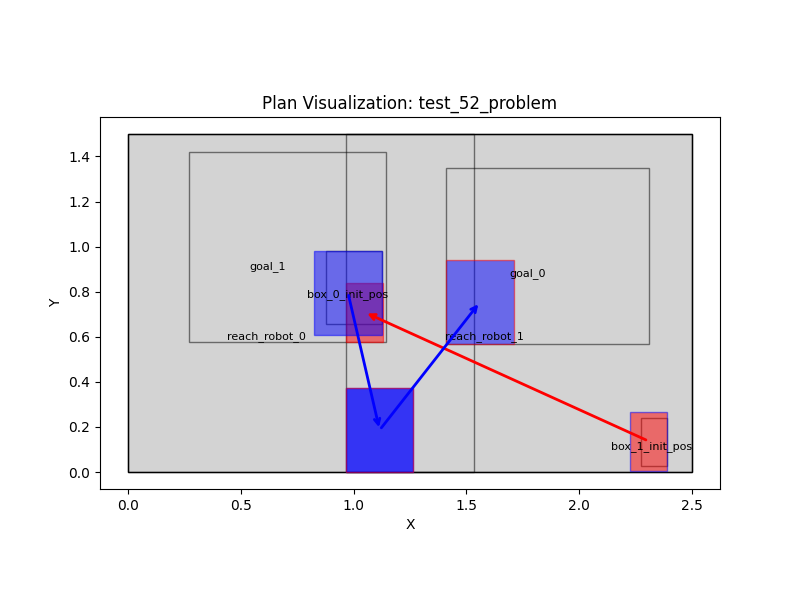 Plan Visualization: test_52_problem
1.4
1.2
1.0
0.8
0.6
0.4
0.2
0.0
Y
goal_1
goal_0
box_0_init_pos
reach_robot_0
reach_robot_1
box_1_init_pos
0.0
0.5
1.0
1.5
2.0
2.5
X